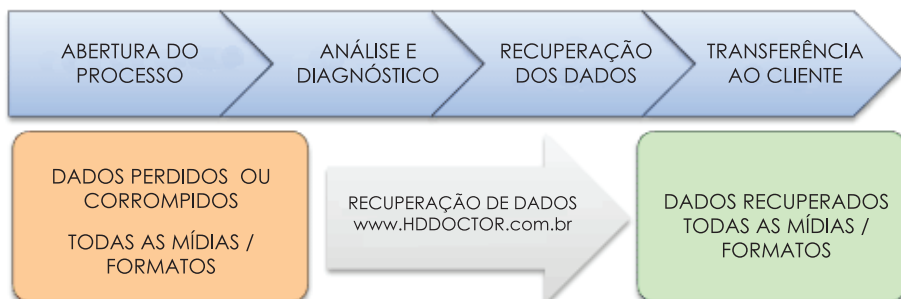 ABERTURA DO
PROCESSO
ANÁLISE E
DIAGNÓSTICO
RECUPERAÇÃO
DOS DADOS
TRANSFERÊNCIA
AO CLIENTE
DADOS PERDIDOS OU
CORROMPIDOS
TODAS AS MÍDIAS /
FORMATOS
RECUPERAÇÃO DE DADOS
www.HDDOCTOR.com.br
DADOS RECUPERADOS
TODAS AS MÍDIAS /
FORMATOS